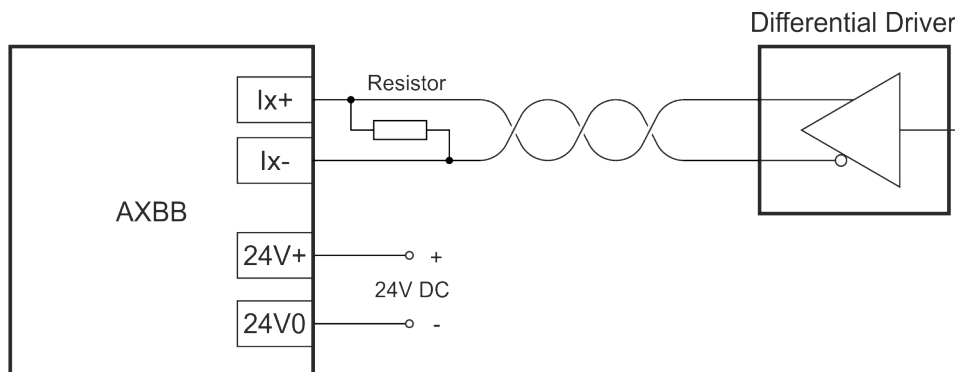 Differential Driver
Ix+
Resistor
Ix-
AXBB
24V+
+
24V DC
24V0
-